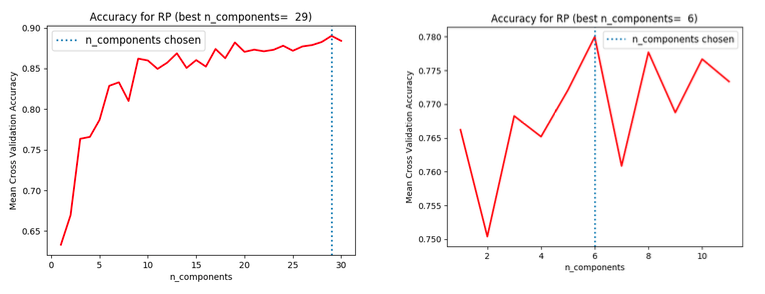 Accuracy for RP (best n_components=  29)
n_components chosen
Mean Cross Validation Accuracy
0.90
0.85
0.80
0.75
0.70
0.65
0 5 10 15 20 25 30
n_components
Accuracy for RP (best n_components=  6)
n_components chosen
Mean Cross Validation Accuracy
0.780
0.775
0.770
0.765
0.760
0.755
0.750
2 4 6 8 10
n_components